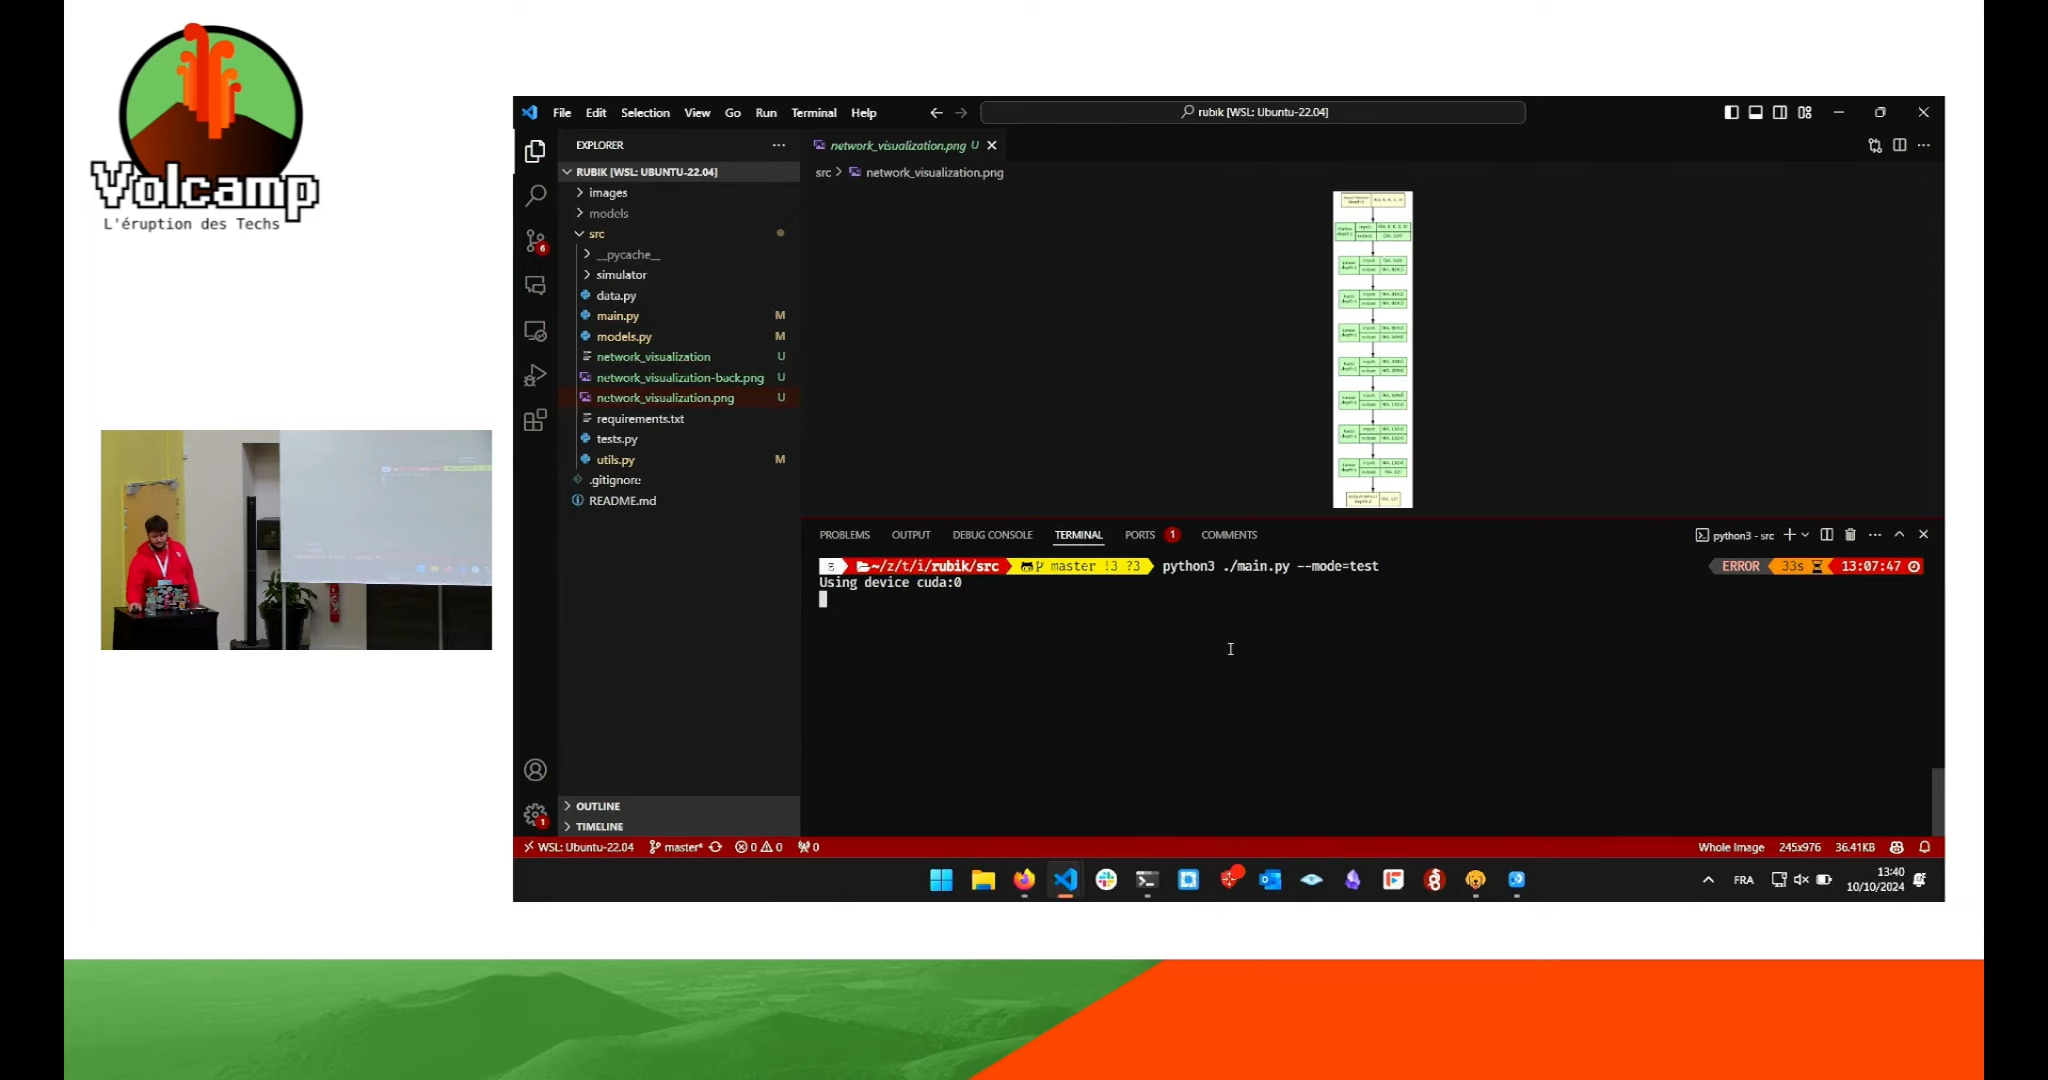 Volcamp
L'éruption des Techs
File Edit Selection View Go Run Terminal Help
rubik [WSL: Ubuntu-22.04]
EXPLORER
RUBIK [WSL: UBUNTU-22.04]
images
models
src
__pycache__
simulator
data.py
main.py M
models.py M
network_visualization U
network_visualization-back.png U
network_visualization.png U
requirements.txt
tests.py
utils.py M
.gitignore
README.md
OUTLINE
TIMELINE
network_visualization.png U
src > network_visualization.png
PROBLEMS OUTPUT DEBUG CONSOLE TERMINAL PORTS 1 COMMENTS
python3 - src
~/z/t/i/rubik/src master !3 ?3 python3 ./main.py --mode=test ERROR 33s 13:07:47
Using device cuda:0
6
1
WSL: Ubuntu-22.04 master* 0 0 0 Whole Image 245x976 36.41KB
FRA 13:40
10/10/2024